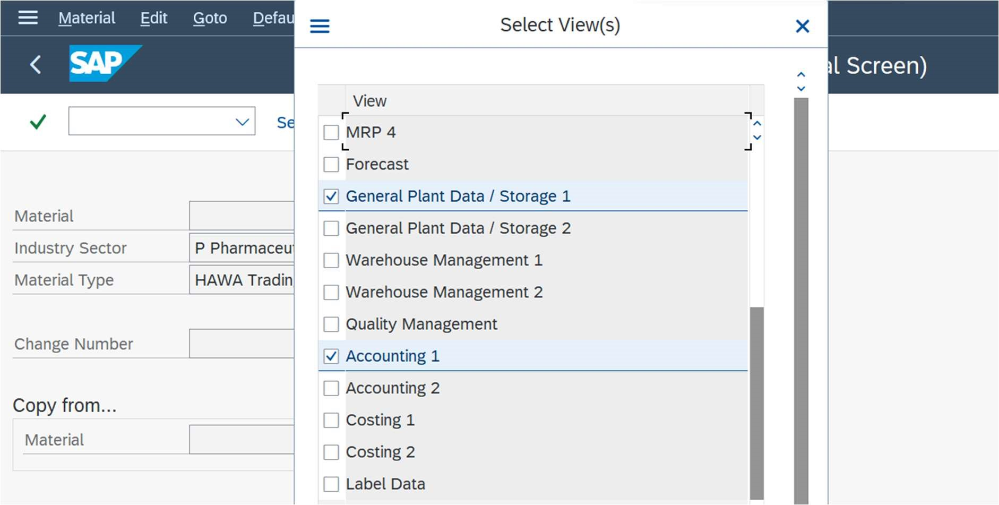 Material Edit Goto Defau
SAP
al Screen)
Se
Material
Industry Sector P Pharmaceu
Material Type HAWA Tradin
Change Number
Copy from...
Material
Select View(s)
View
MRP 4
Forecast
General Plant Data / Storage 1
General Plant Data / Storage 2
Warehouse Management 1
Warehouse Management 2
Quality Management
Accounting 1
Accounting 2
Costing 1
Costing 2
Label Data